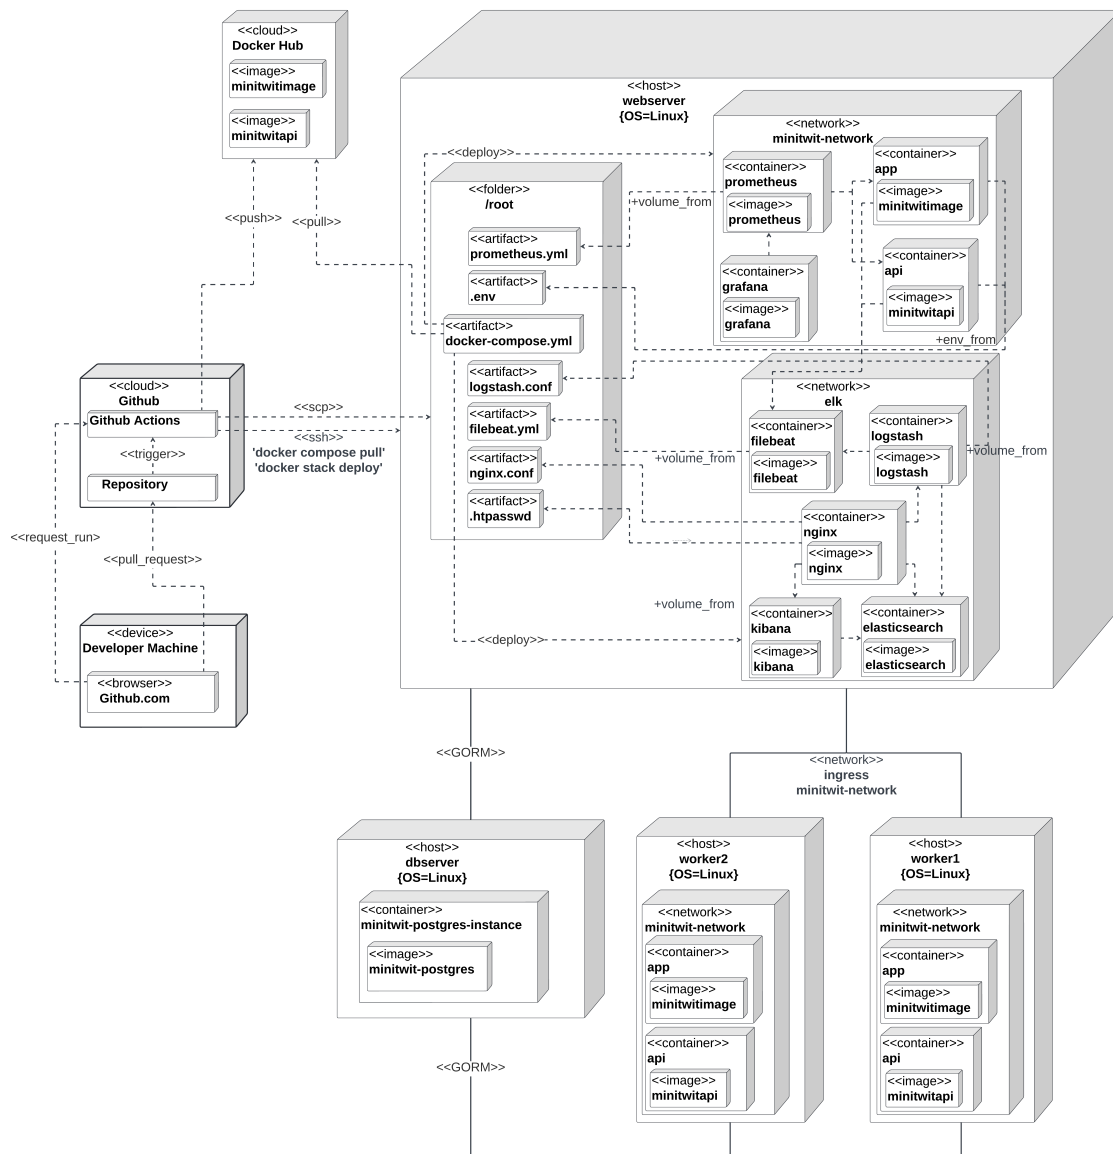 <<cloud>>
Docker Hub
<<image>>
minitwitimage
<<image>>
minitwitapi
<<push>>
<<pull>>
<<host>>
webserver
{OS=Linux}
<<deploy>>
<<folder>>
/root
<<artifact>>
prometheus.yml
<<artifact>>
.env
<<artifact>>
docker-compose.yml
<<artifact>>
logstash.conf
<<artifact>>
filebeat.yml
<<artifact>>
nginx.conf
<<artifact>>
.htpasswd
<<network>>
minitwit-network
<<container>>
prometheus
<<image>>
prometheus
<<container>>
app
<<image>>
minitwitimage
+volume_from
<<container>>
grafana
<<image>>
grafana
<<container>>
api
<<image>>
minitwitapi
+env_from
<<network>>
elk
<<container>>
filebeat
<<image>>
filebeat
<<container>>
logstash
<<image>>
logstash
+volume_from
+volume_from
<<container>>
nginx
<<image>>
nginx
+volume_from
<<container>>
kibana
<<image>>
kibana
<<container>>
elasticsearch
<<image>>
elasticsearch
<<deploy>>
<<cloud>>
Github
Github Actions
<<trigger>>
Repository
<<scp>>
<<ssh>>
'docker compose pull'
'docker stack deploy'
<<request_run>
<<pull_request>>
<<device>>
Developer Machine
<<browser>>
Github.com
<<GORM>>
<<network>>
ingress
minitwit-network
<<host>>
dbserver
{OS=Linux}
<<container>>
minitwit-postgres-instance
<<image>>
minitwit-postgres
<<GORM>>
<<host>>
worker2
{OS=Linux}
<<network>>
minitwit-network
<<container>>
app
<<image>>
minitwitimage
<<container>>
api
<<image>>
minitwitapi
<<host>>
worker1
{OS=Linux}
<<network>>
minitwit-network
<<container>>
app
<<image>>
minitwitimage
<<container>>
api
<<image>>
minitwitapi